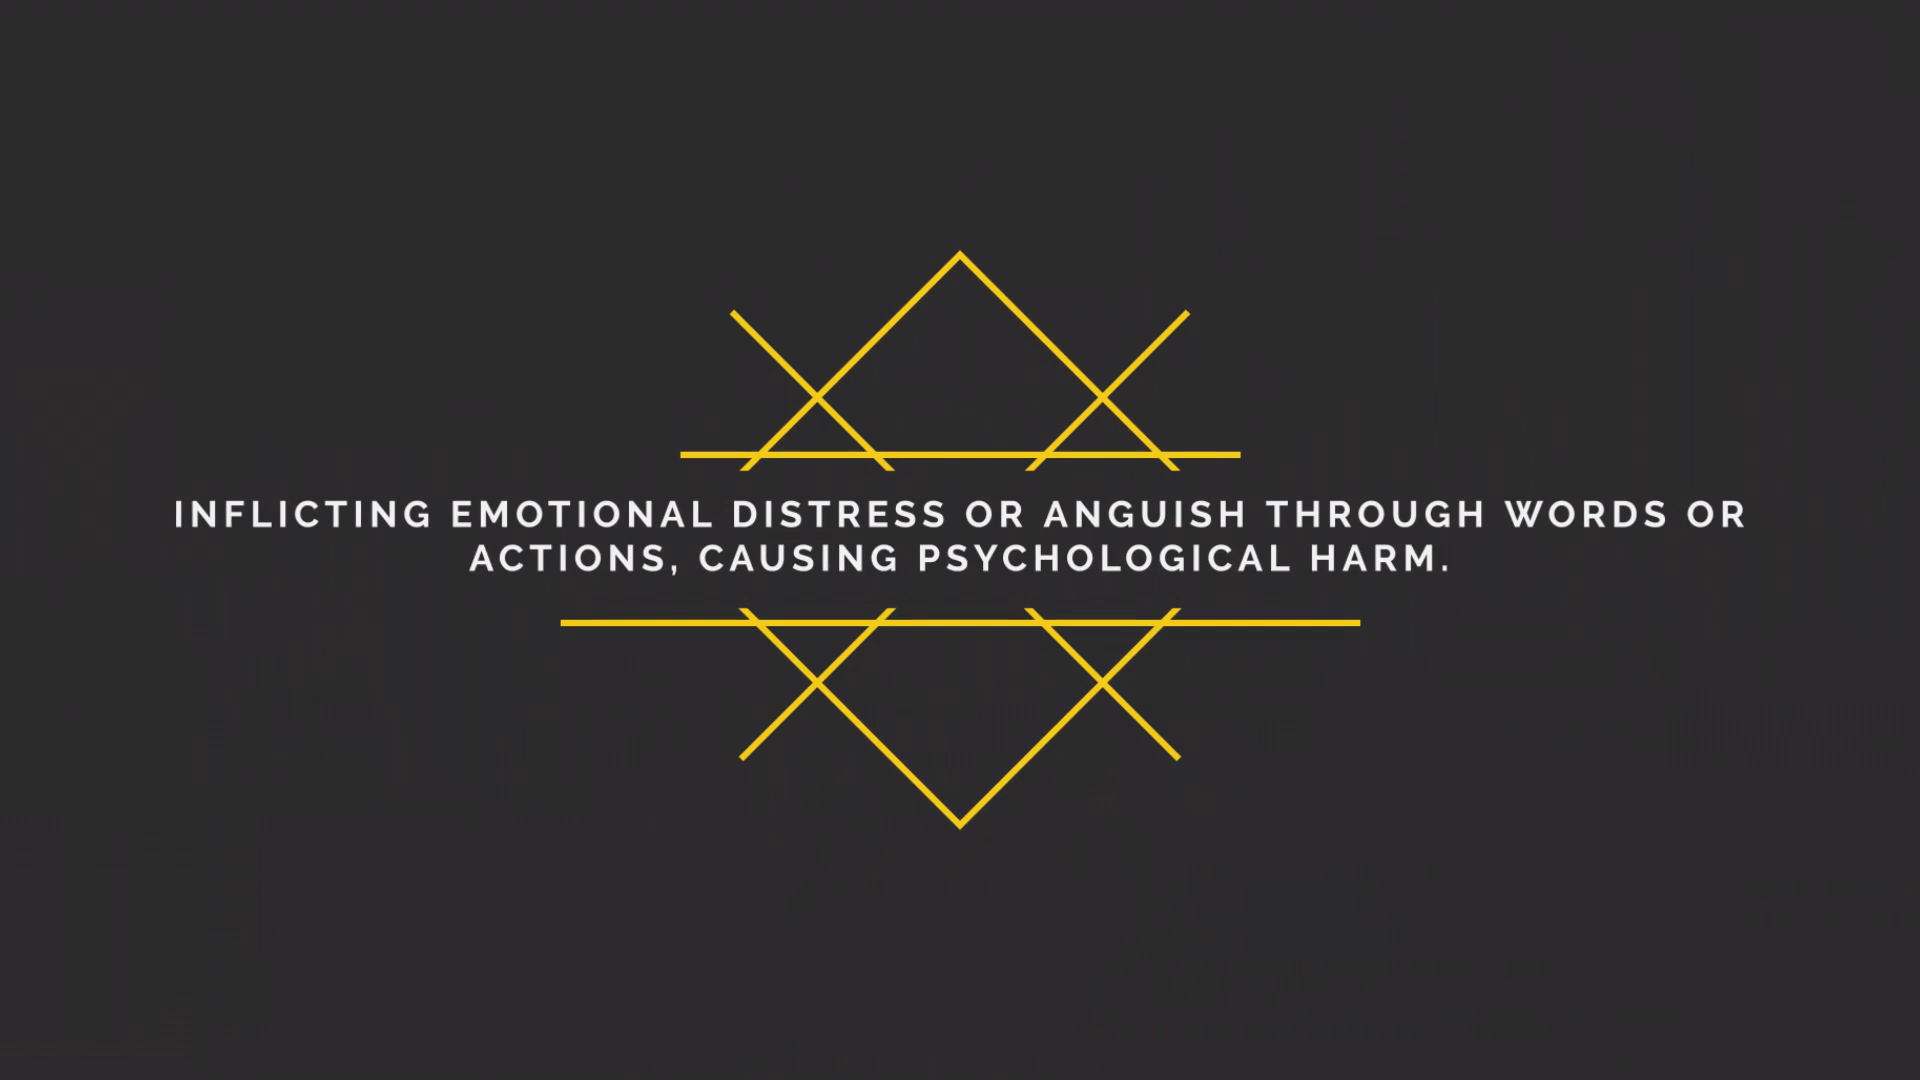 INFLICTING EMOTIONAL DISTRESS OR ANGUISH THROUGH WORDS OR
ACTIONS, CAUSING PSYCHOLOGICAL HARM.